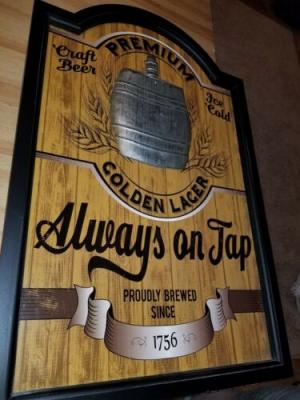 PREMIUM
Craft
Beer
Ice
Cold
GOLDEN LAGER
Always on Tap
PROUDLY BREWED
SINCE
1756